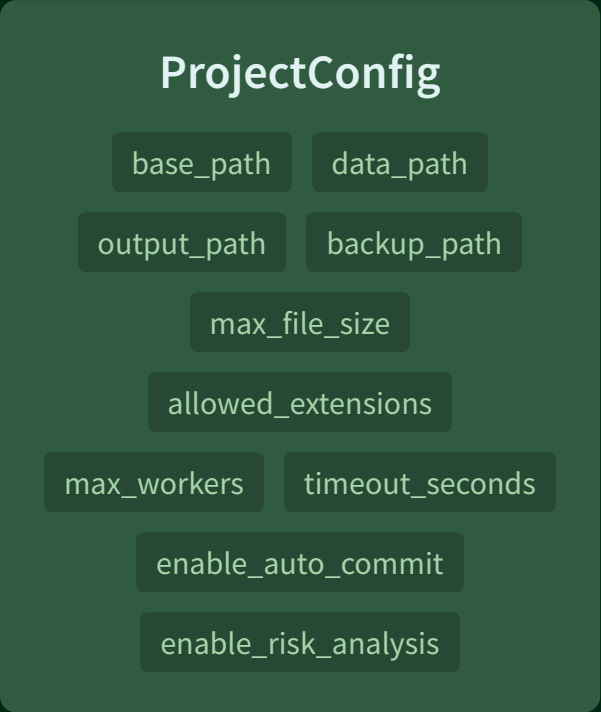 ProjectConfig
base_path data_path
output_path backup_path
max_file_size
allowed_extensions
max_workers timeout_seconds
enable_auto_commit
enable_risk_analysis